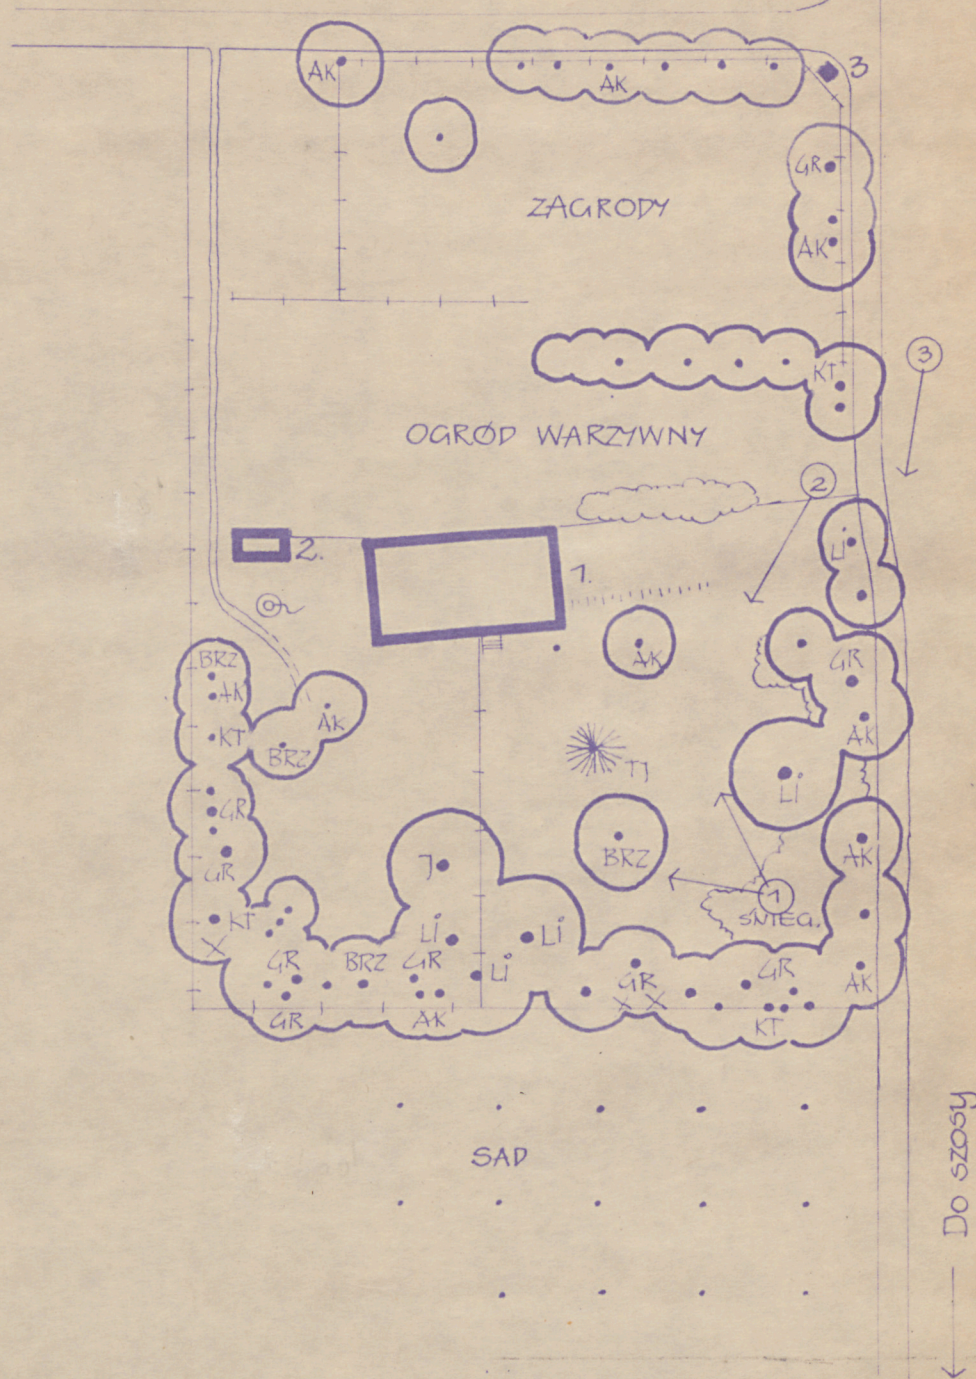 AK
AK
3
GR
ZAGRODY
AK
3
KT
OGRÓD WARZYWNY
2
LI
2.
1.
BRZ
AK
GR
AK
AK
KT
BRZ
AK
TJ
LI
GR
BRZ
AK
J
GR
1
ŚNIEG.
KT
LI
LI
X
GR
BRZ
GR
LI
GR
GR
AK
X X
GR
AK
KT
Do szosy
SAD